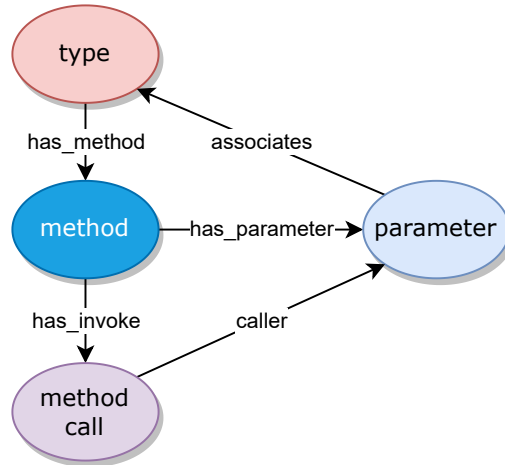 type
has_method
associates
method
has_parameter
parameter
has_invoke
caller
method
call